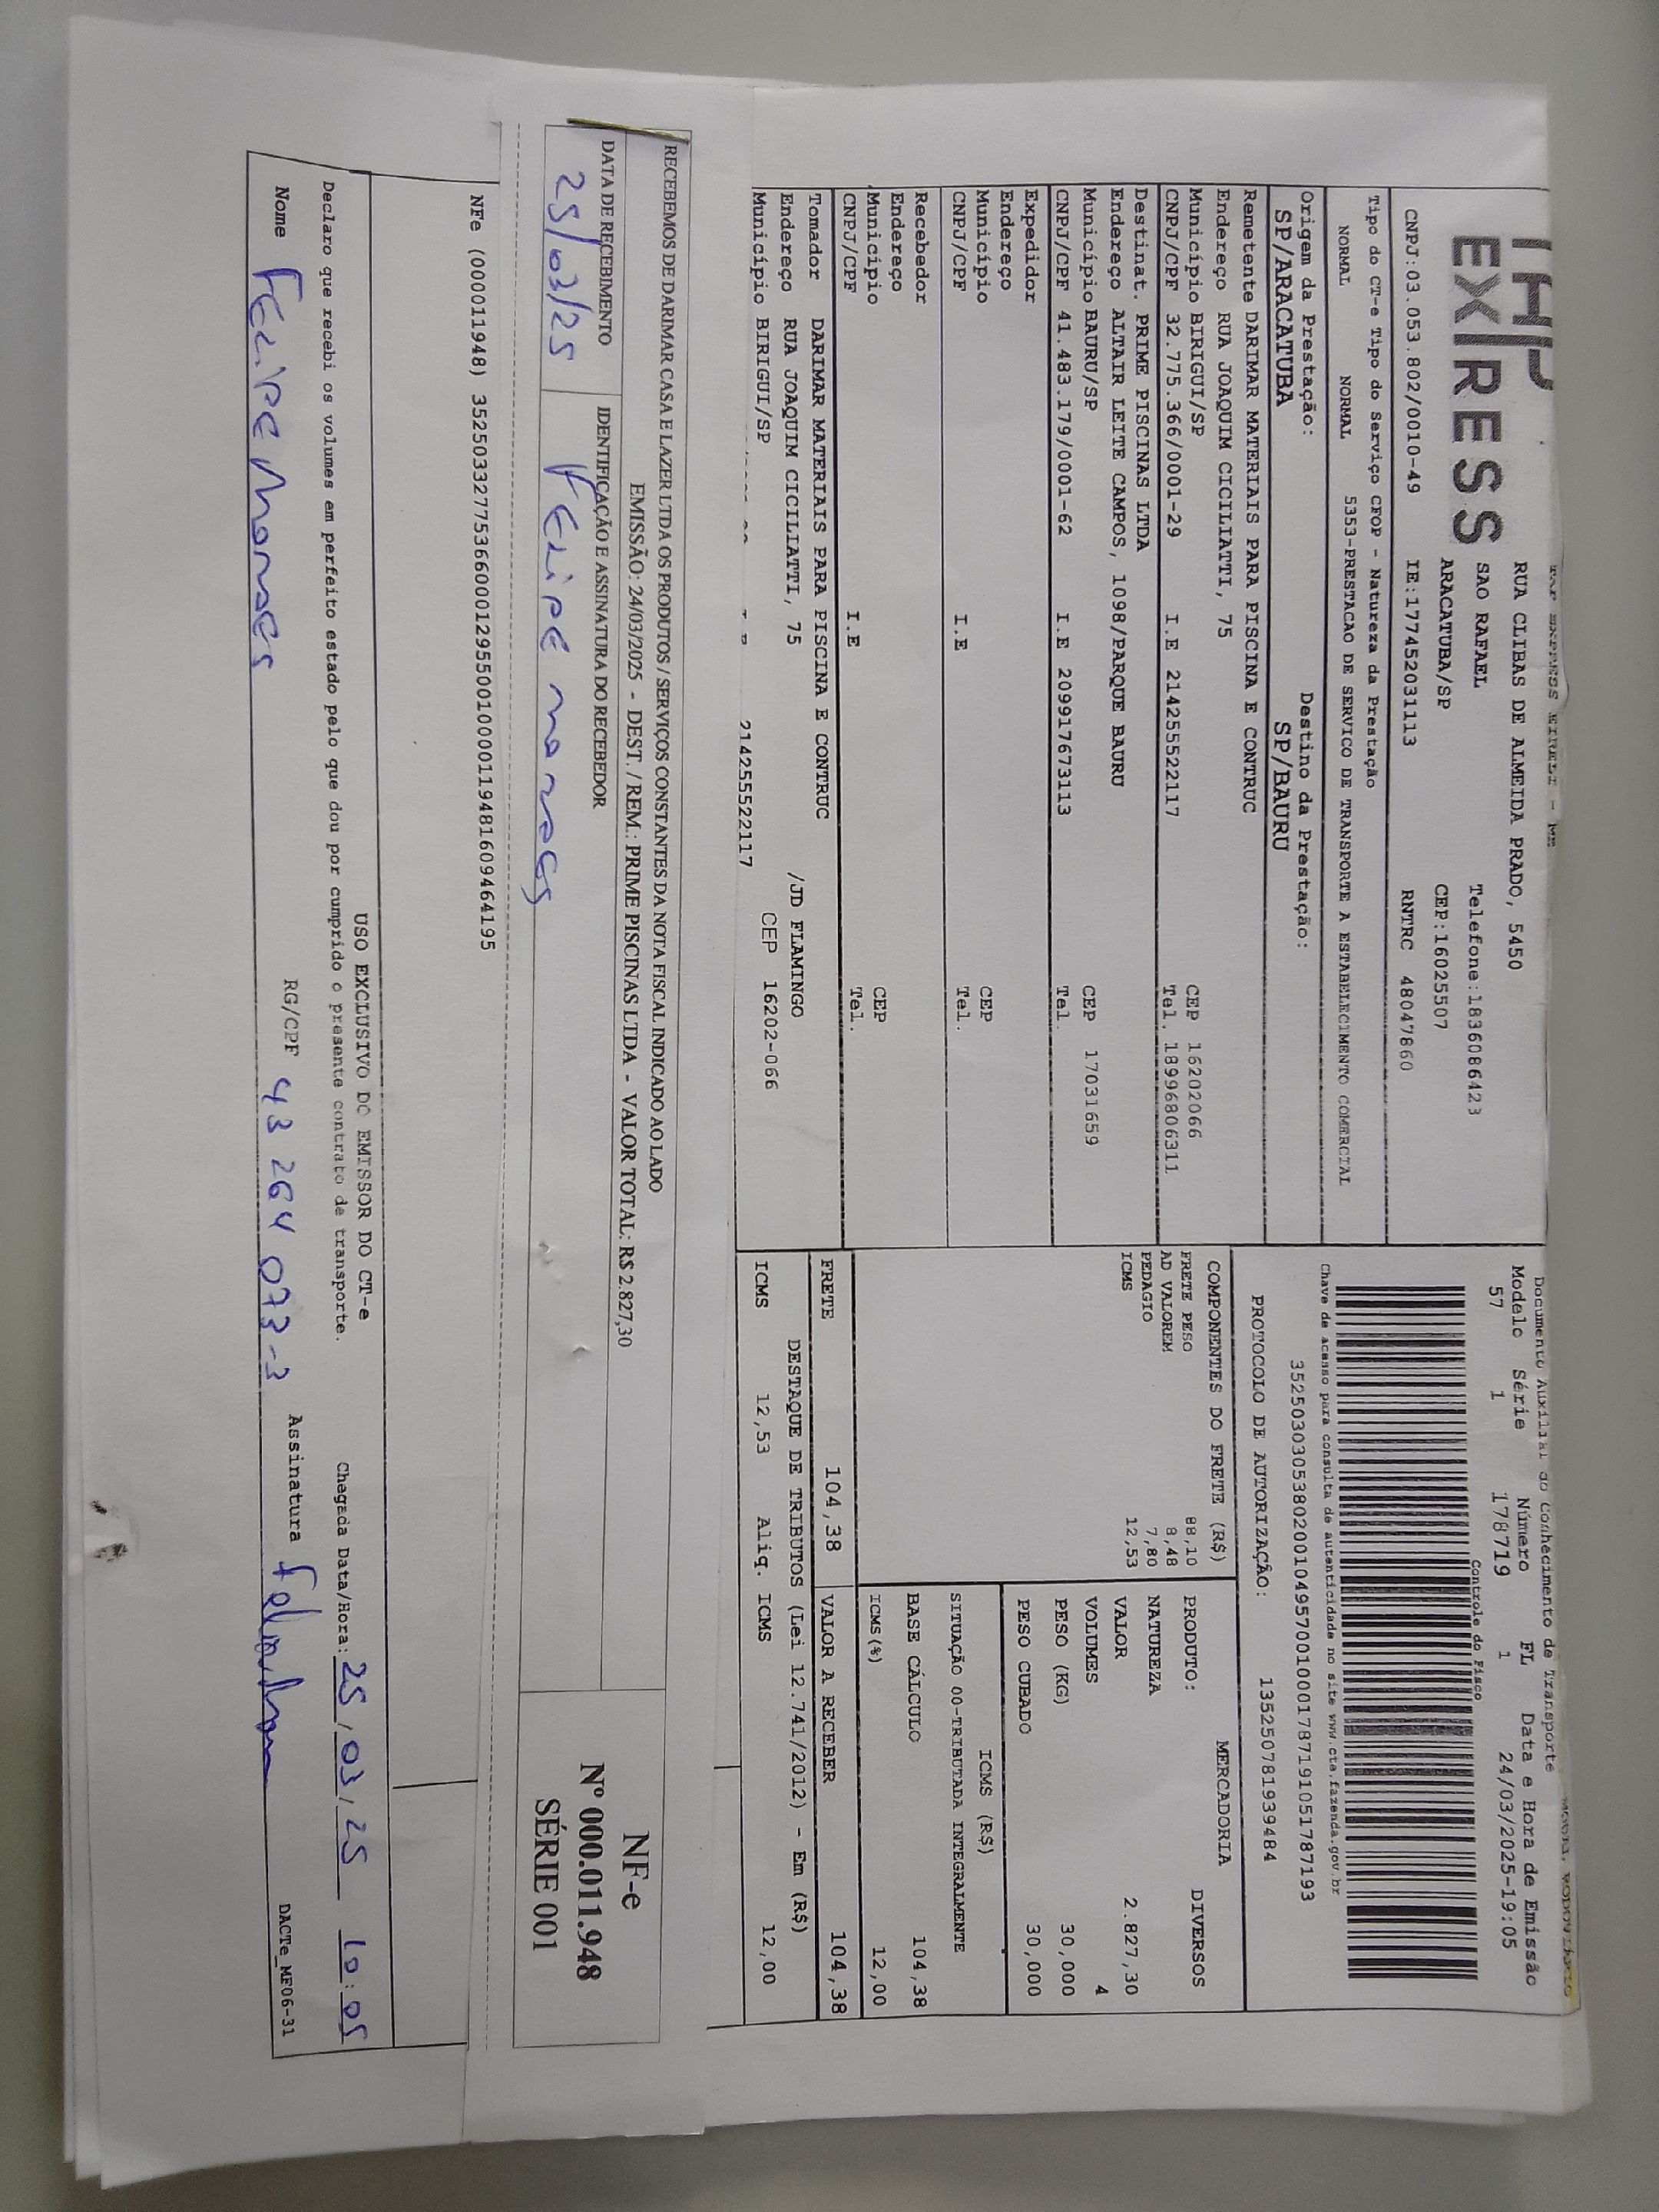 EXPRESS
RUA CLIBAS DE ALMEIDA PRADO, 5450
SAO RAFAEL Telefone:1836086423
ARACATUBA/SP CEP:16025507
CNPJ:03.053.802/0010-49 IE:177452031113 RNTRC 48047860
Tipo do CT-e Tipo do Serviço CFOP - Natureza da Prestação
NORMAL NORMAL 5353-PRESTACAO DE SERVICO DE TRANSPORTE A ESTABELECIMENTO COMERCIAL
Origem da Prestação: Destino da Prestação:
SP/ARACATUBA SP/BAURU
Remetente DARIMAR MATERIAIS PARA PISCINA E CONTRUC
Endereço RUA JOAQUIM CICILIATTI, 75
Município BIRIGUI/SP CEP 16202066
CNPJ/CPF 32.775.366/0001-29 I.E 214255522117 Tel. 18996806311
Destinat. PRIME PISCINAS LTDA
Endereço ALTAIR LEITE CAMPOS, 1098/PARQUE BAURU
Município BAURU/SP CEP 17031659
CNPJ/CPF 41.483.179/0001-62 I.E 209917673113 Tel.
Expedidor
Endereço
Município CEP
CNPJ/CPF I.E Tel.
Recebedor
Endereço
Município CEP
CNPJ/CPF I.E Tel.
Tomador DARIMAR MATERIAIS PARA PISCINA E CONTRUC
Endereço RUA JOAQUIM CICILIATTI, 75 /JD FLAMINGO
Município BIRIGUI/SP CEP 16202-066
214255522117
Documento Auxiliar do Conhecimento de Transporte
Modelo Série Número FL Data e Hora de Emissão
57 1 178719 1 24/03/2025-19:05
Controle do Fisco
Chave de acesso para consulta de autenticidade no site www.cte.fazenda.gov.br
35250303053802001049570010001787191051787193
PROTOCOLO DE AUTORIZAÇÃO: 135250781939484
COMPONENTES DO FRETE (R$)
FRETE PESO 88,10
AD VALOREM 8,48
PEDAGIO 7,80
ICMS 12,53
MERCADORIA
PRODUTO: DIVERSOS
NATUREZA
VALOR 2.827,30
VOLUMES 4
PESO (KG) 30,000
PESO CUBADO 30,000
ICMS (R$)
SITUAÇÃO 00-TRIBUTADA INTEGRALMENTE
BASE CÁLCULO 104,38
ICMS(%) 12,00
FRETE 104,38 VALOR A RECEBER 104,38
DESTAQUE DE TRIBUTOS (Lei 12.741/2012) - Em (R$)
ICMS 12,53 Aliq. ICMS 12,00
RECEBEMOS DE DARIMAR CASA E LAZER LTDA OS PRODUTOS / SERVIÇOS CONSTANTES DA NOTA FISCAL INDICADO AO LADO
EMISSÃO: 24/03/2025 - DEST. / REM.: PRIME PISCINAS LTDA - VALOR TOTAL: R$ 2.827,30
DATA DE RECEBIMENTO IDENTIFICAÇÃO E ASSINATURA DO RECEBEDOR
25/03/25 Felipe moraes
NF-e
Nº 000.011.948
SÉRIE 001
NFe (000011948) 35250332775366000129550010000119481609464195
USO EXCLUSIVO DO EMISSOR DO CT-e
Declaro que recebi os volumes em perfeito estado pelo que dou por cumprido o presente contrato de transporte. Chegada Data/Hora: 25/03/25 10:05
Nome Felipe Moraes RG/CPF 43 264 073-3 Assinatura
DACTe_MF06-31